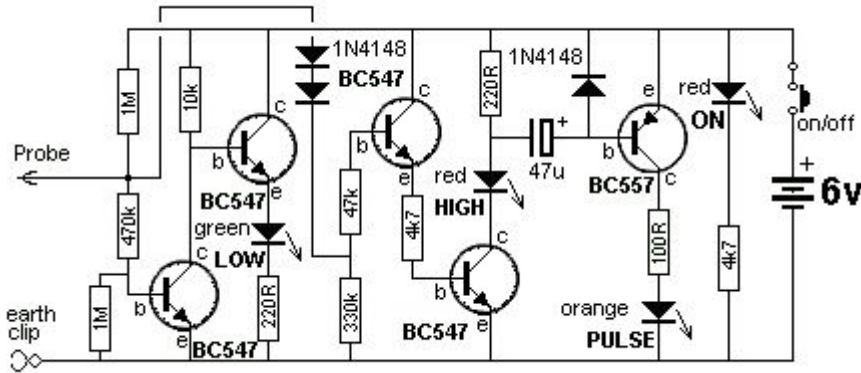 1N4148
BC547
1N4148
1M
10k
c
220R
e
red
ON
on/off
b
b
b
Probe
e
BC547
47k
e
+
47u
BC557
c
+
6v
470k
green
LOW
4k7
red
HIGH
c
c
100R
4k7
1M
b
220R
330k
b
orange
PULSE
earth
clip
e
BC547
BC547
e
c